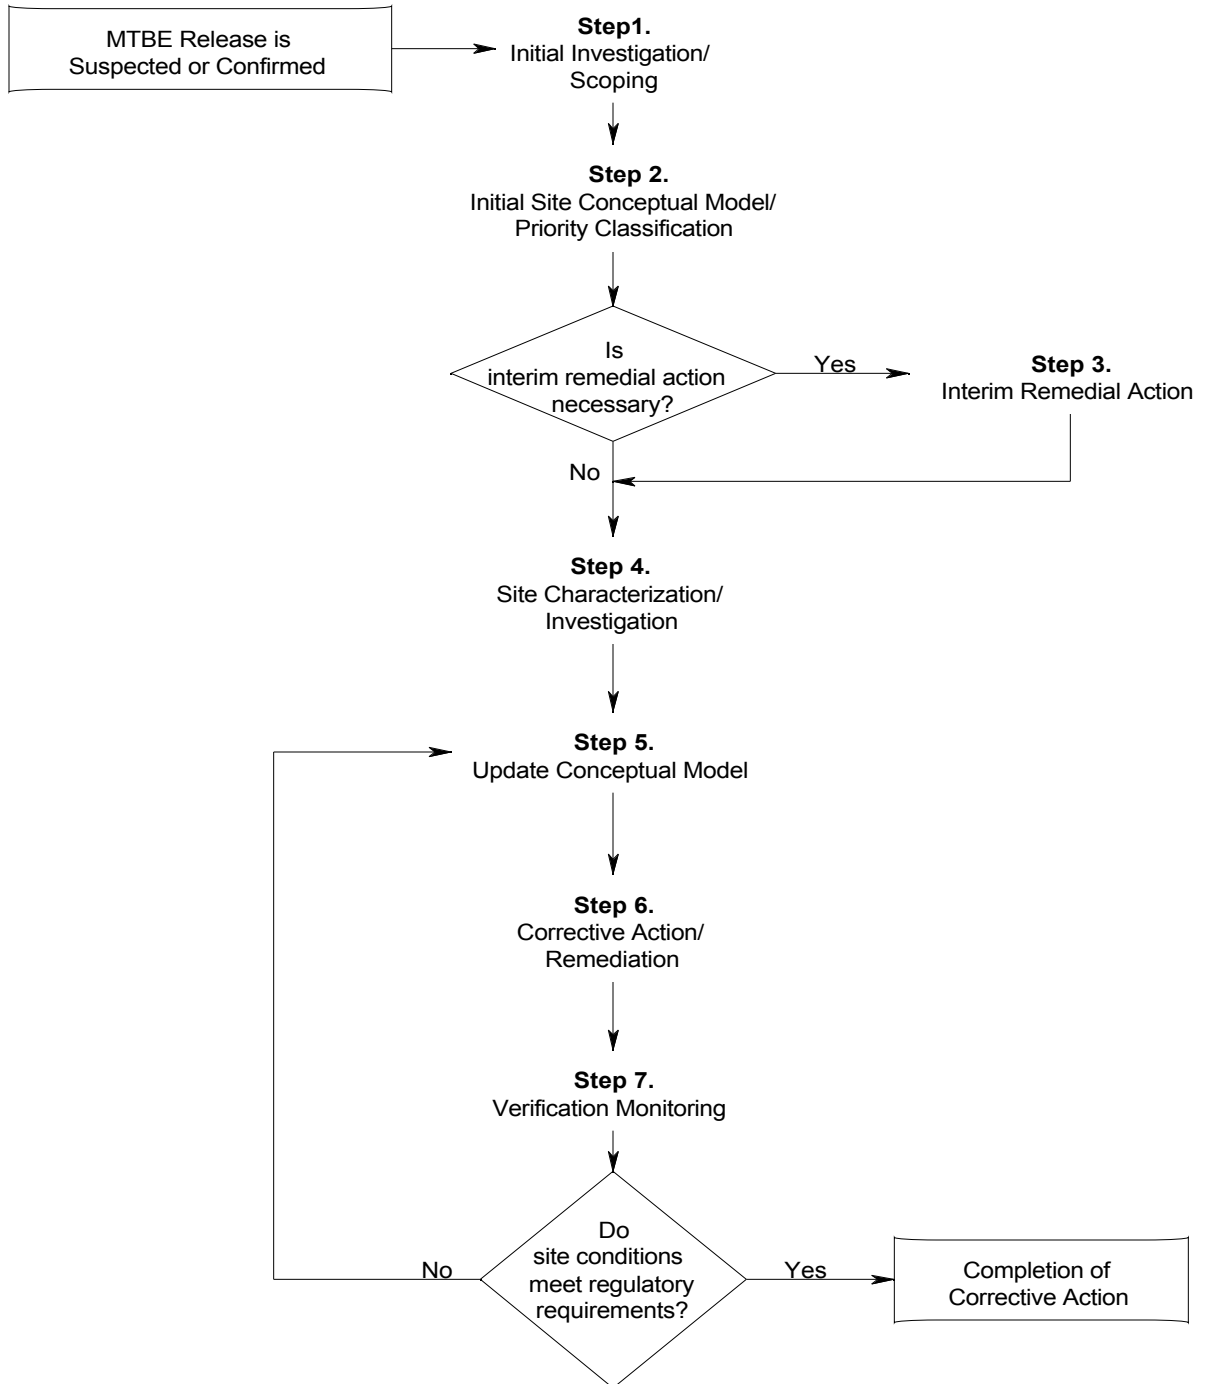 MTBE Release is
Suspected or Confirmed
Step1.
Initial Investigation/
Scoping
Step 2.
Initial Site Conceptual Model/
Priority Classification
Is
interim remedial action
necessary?
Yes
Step 3.
Interim Remedial Action
No
Step 4.
Site Characterization/
Investigation
Step 5.
Update Conceptual Model
Step 6.
Corrective Action/
Remediation
Step 7.
Verification Monitoring
Do
site conditions
meet regulatory
requirements?
No
Yes
Completion of
Corrective Action